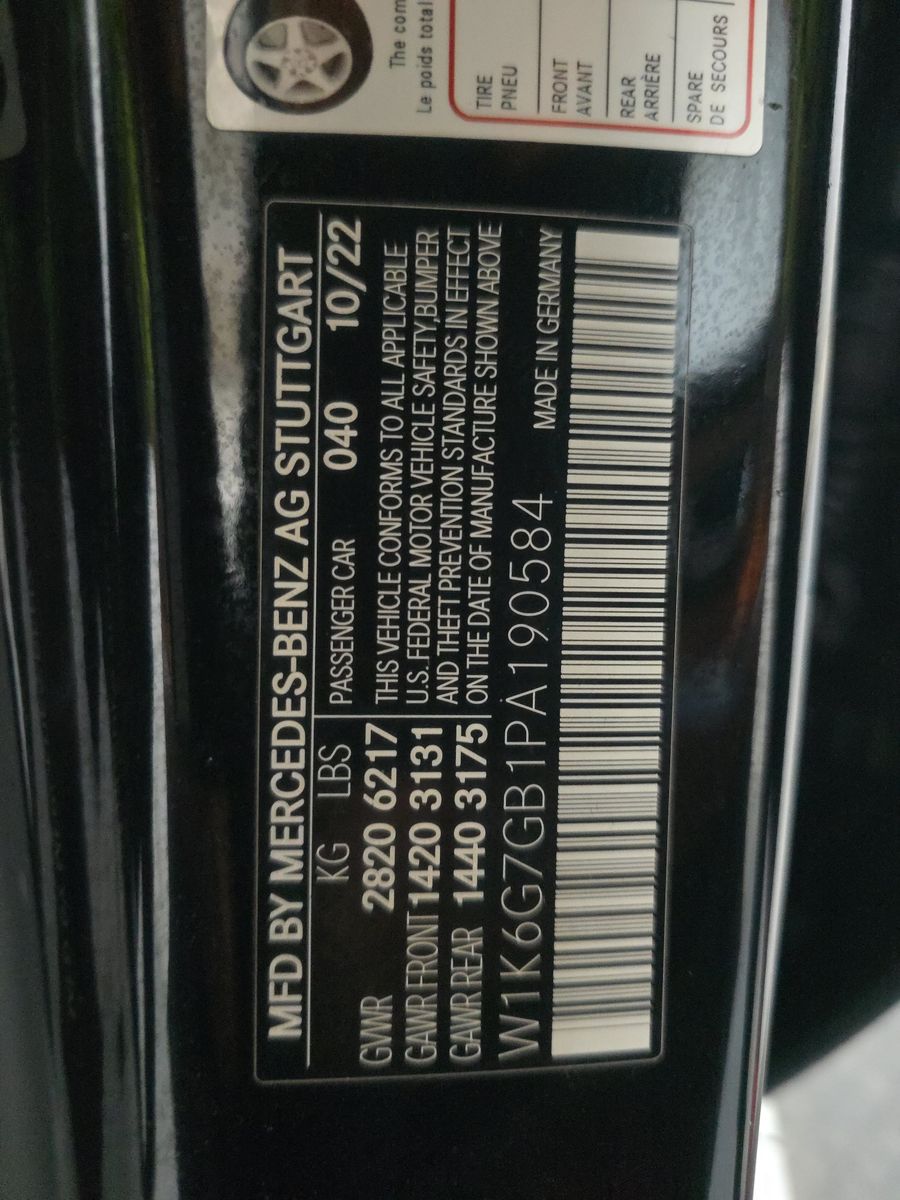 MFD BY MERCEDES-BENZ AG STUTTGART
KG LBS PASSENGER CAR 040 10/22
GWR 2820 6217
GAWR FRONT 1420 3131
GAWR REAR 1440 3175
THIS VEHICLE CONFORMS TO ALL APPLICABLE
U.S. FEDERAL MOTOR VEHICLE SAFETY,BUMPER
AND THEFT PREVENTION STANDARDS IN EFFECT
ON THE DATE OF MANUFACTURE SHOWN ABOVE
W1K6G7GB1PA190584 MADE IN GERMANY
The com
Le poids total
TIRE
PNEU
FRONT
AVANT
REAR
ARRIÈRE
SPARE
DE SECOURS